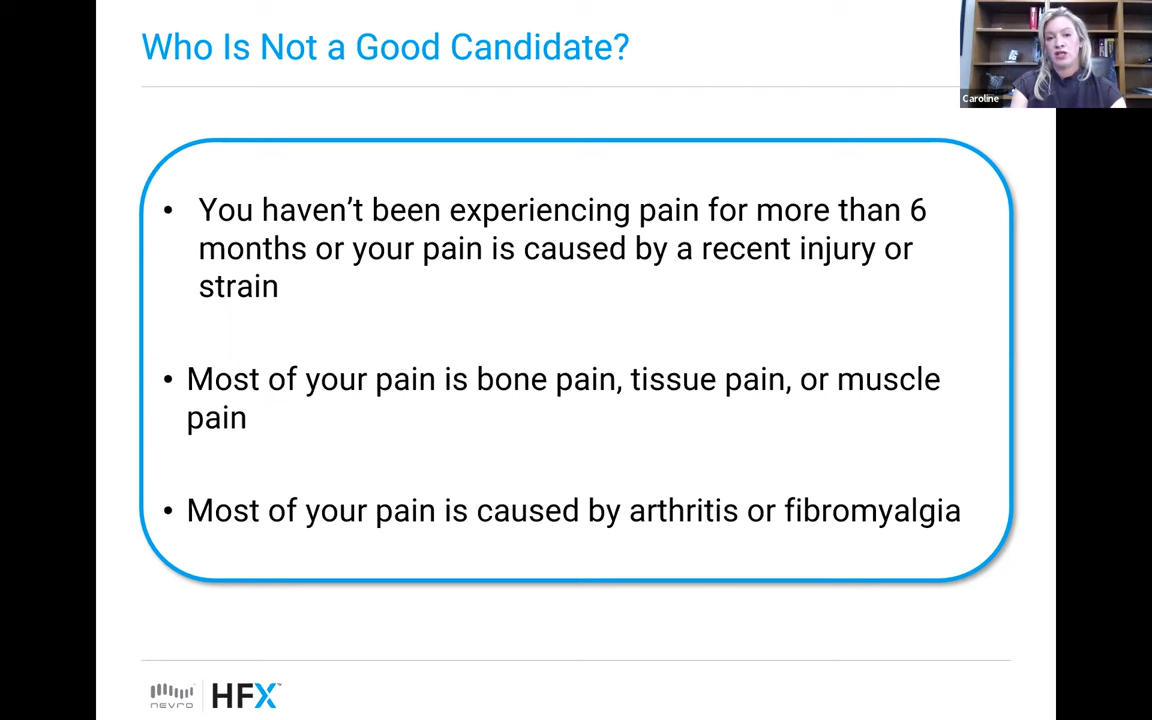 Who Is Not a Good Candidate?
Caroline
• You haven’t been experiencing pain for more than 6
months or your pain is caused by a recent injury or
strain
• Most of your pain is bone pain, tissue pain, or muscle
pain
• Most of your pain is caused by arthritis or fibromyalgia
nevro HFX™